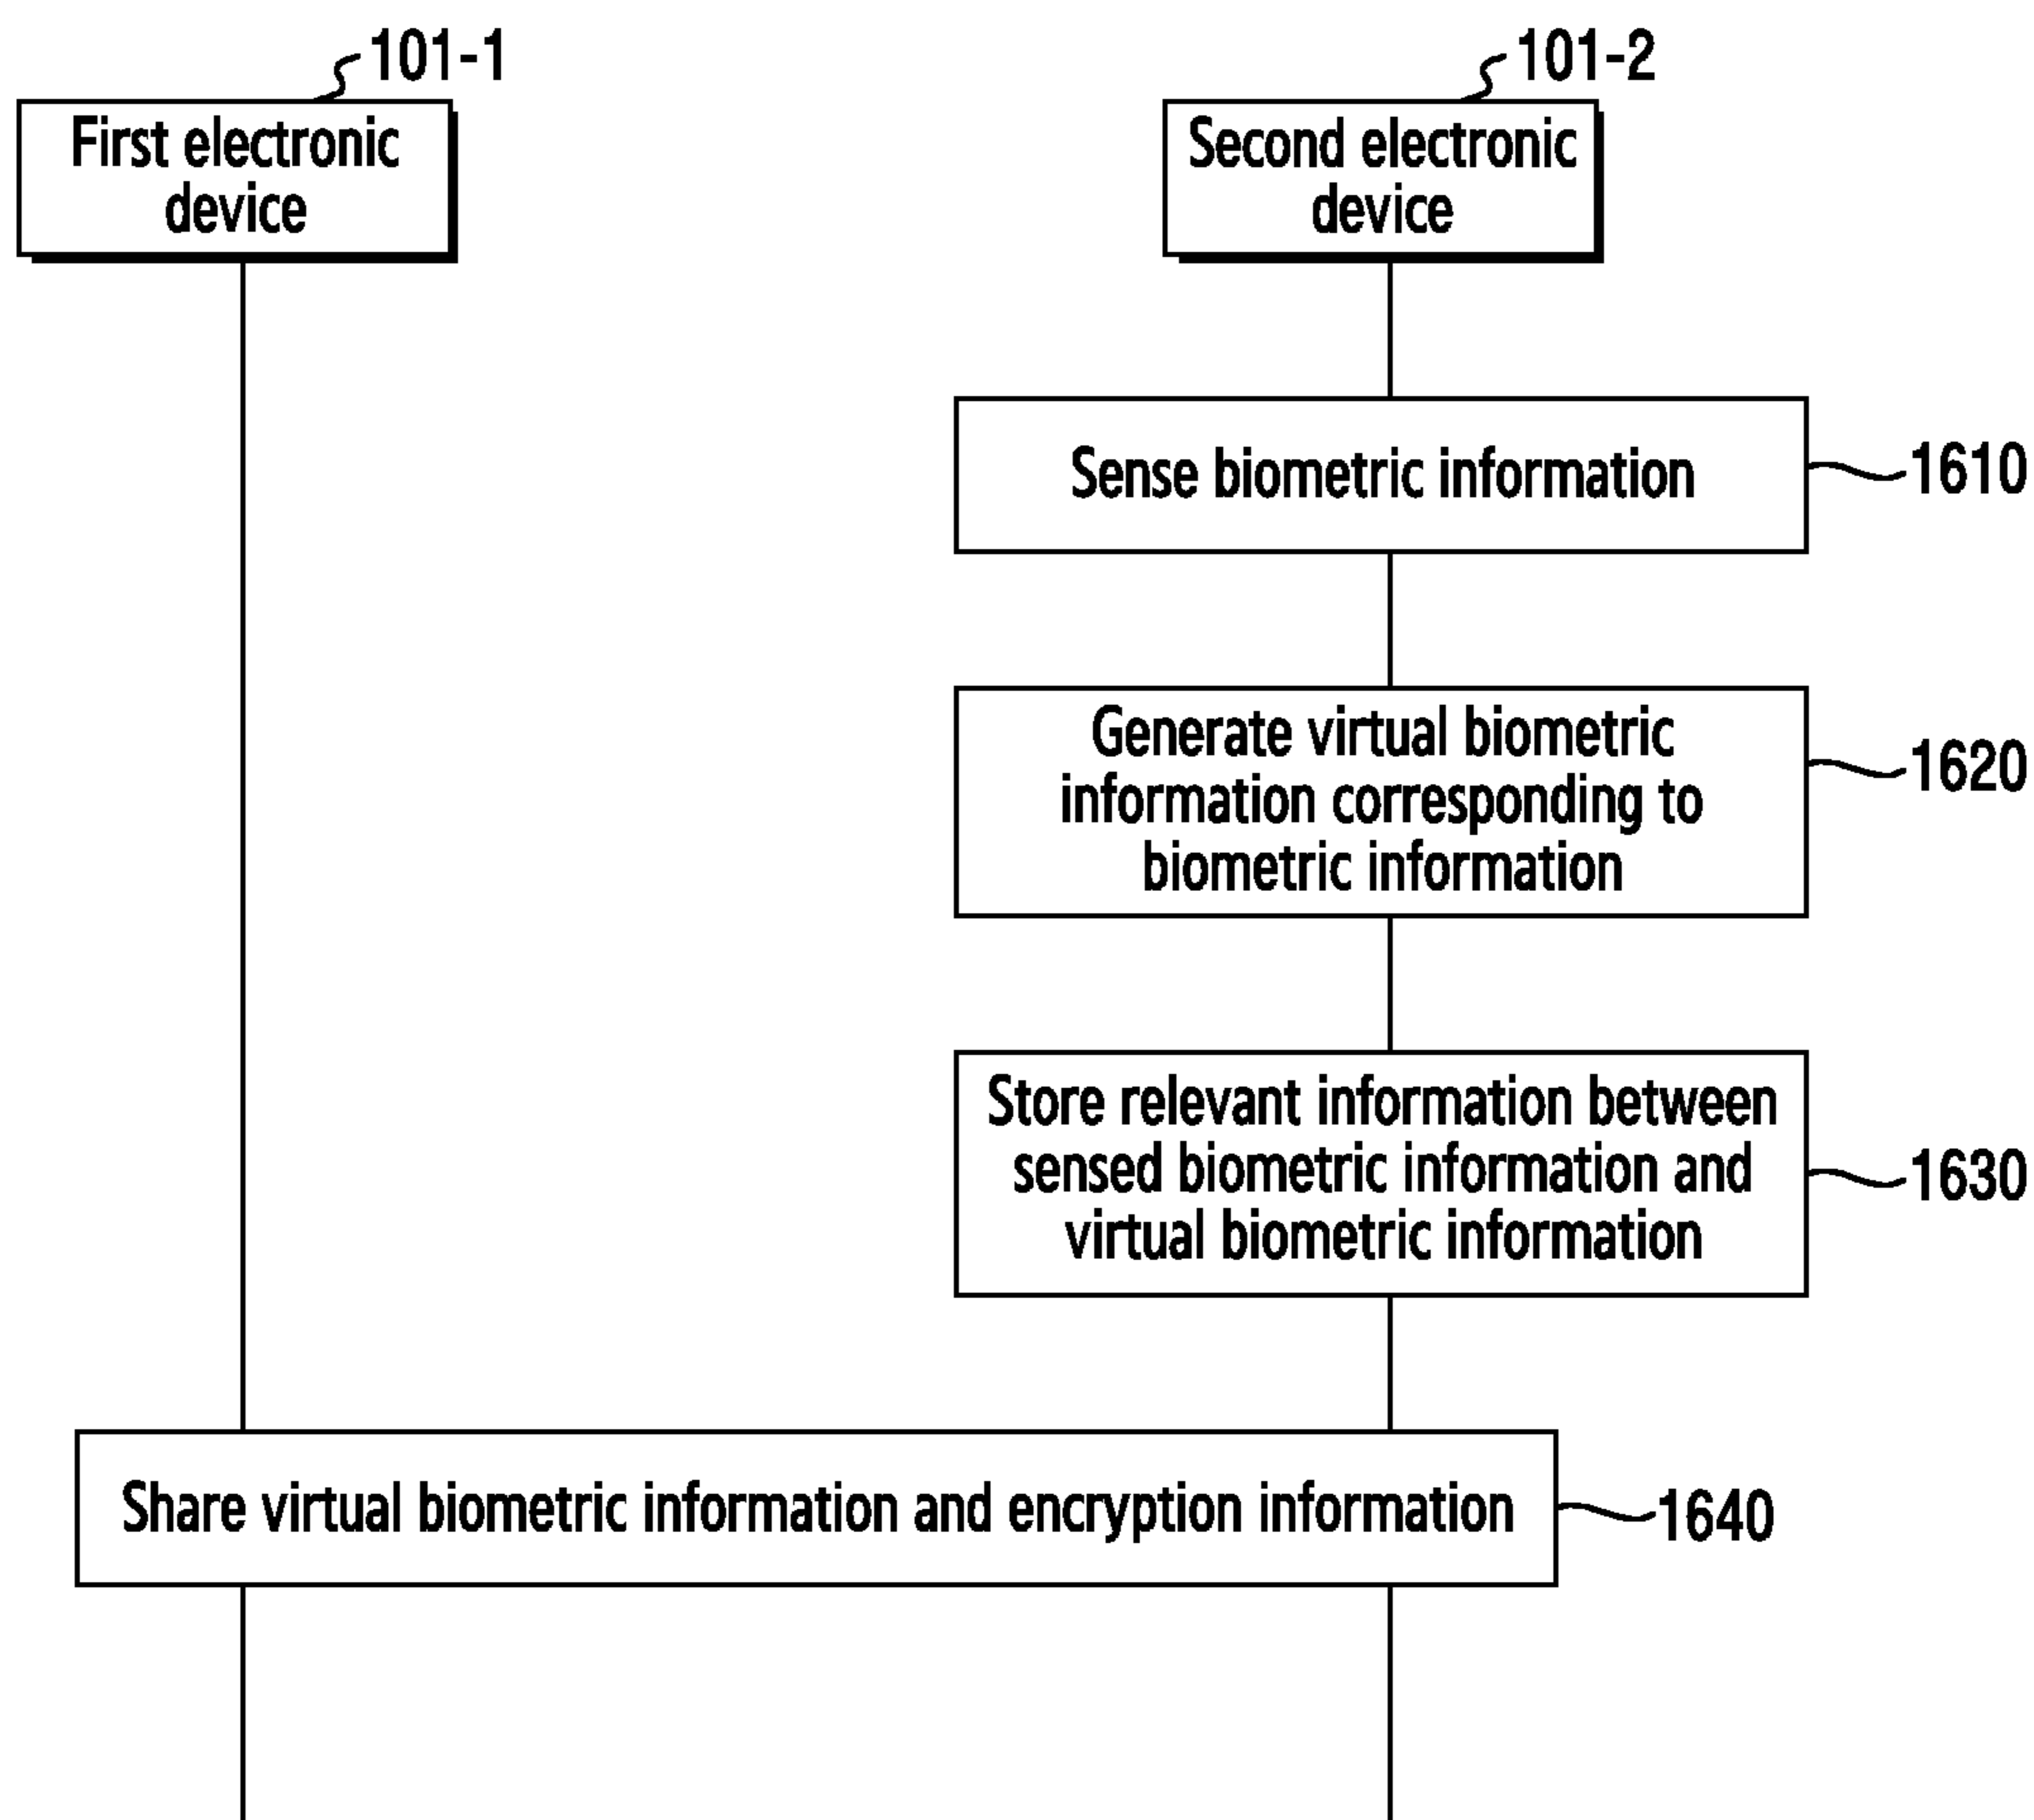 101-1
101-2
First electronic
device
Second electronic
device
Sense biometric information
1610
Generate virtual biometric
information corresponding to
biometric information
1620
Store relevant information between
sensed biometric information and
virtual biometric information
1630
Share virtual biometric information and encryption information
1640